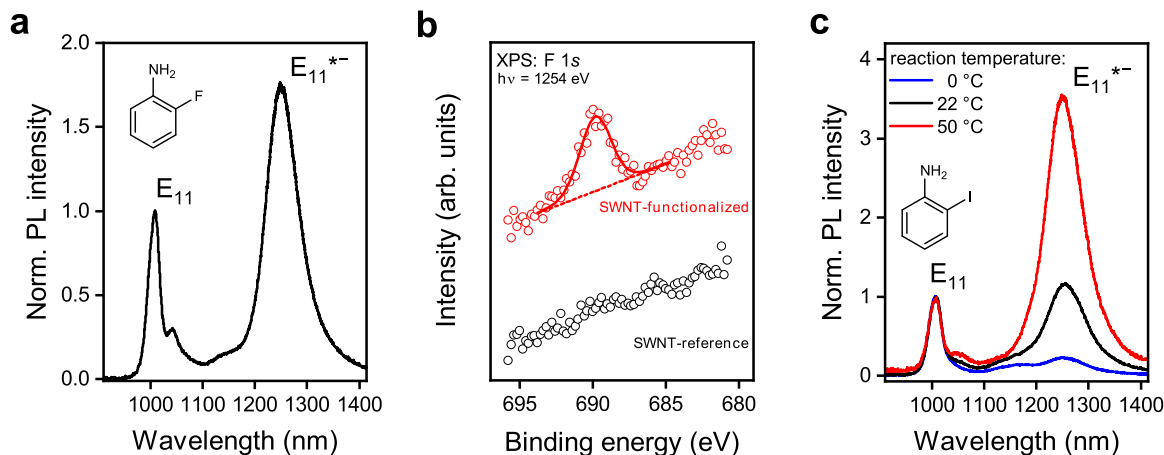 a
Norm. PL intensity
2.0
1.5
1.0
0.5
0.0
NH2
F
E11
E11*−
1000 1100 1200 1300 1400
Wavelength (nm)
b
Intensity (arb. units)
XPS: F 1s
hν = 1254 eV
SWNT-functionalized
SWNT-reference
695 690 685 680
Binding energy (eV)
c
Norm. PL intensity
4
3
2
1
0
reaction temperature:
0 °C
22 °C
50 °C
E11*−
NH2
I
E11
1000 1100 1200 1300 1400
Wavelength (nm)